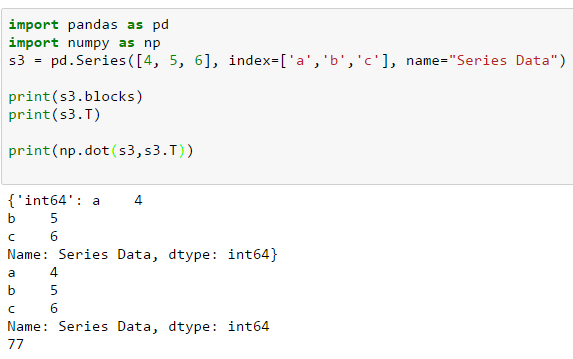 import pandas as pd
import numpy as np
s3 = pd.Series([4, 5, 6], index=['a','b','c'], name="Series Data")
print(s3.blocks)
print(s3.T)
print(np.dot(s3,s3.T))
{'int64': a    4
b    5
c    6
Name: Series Data, dtype: int64}
a    4
b    5
c    6
Name: Series Data, dtype: int64
77